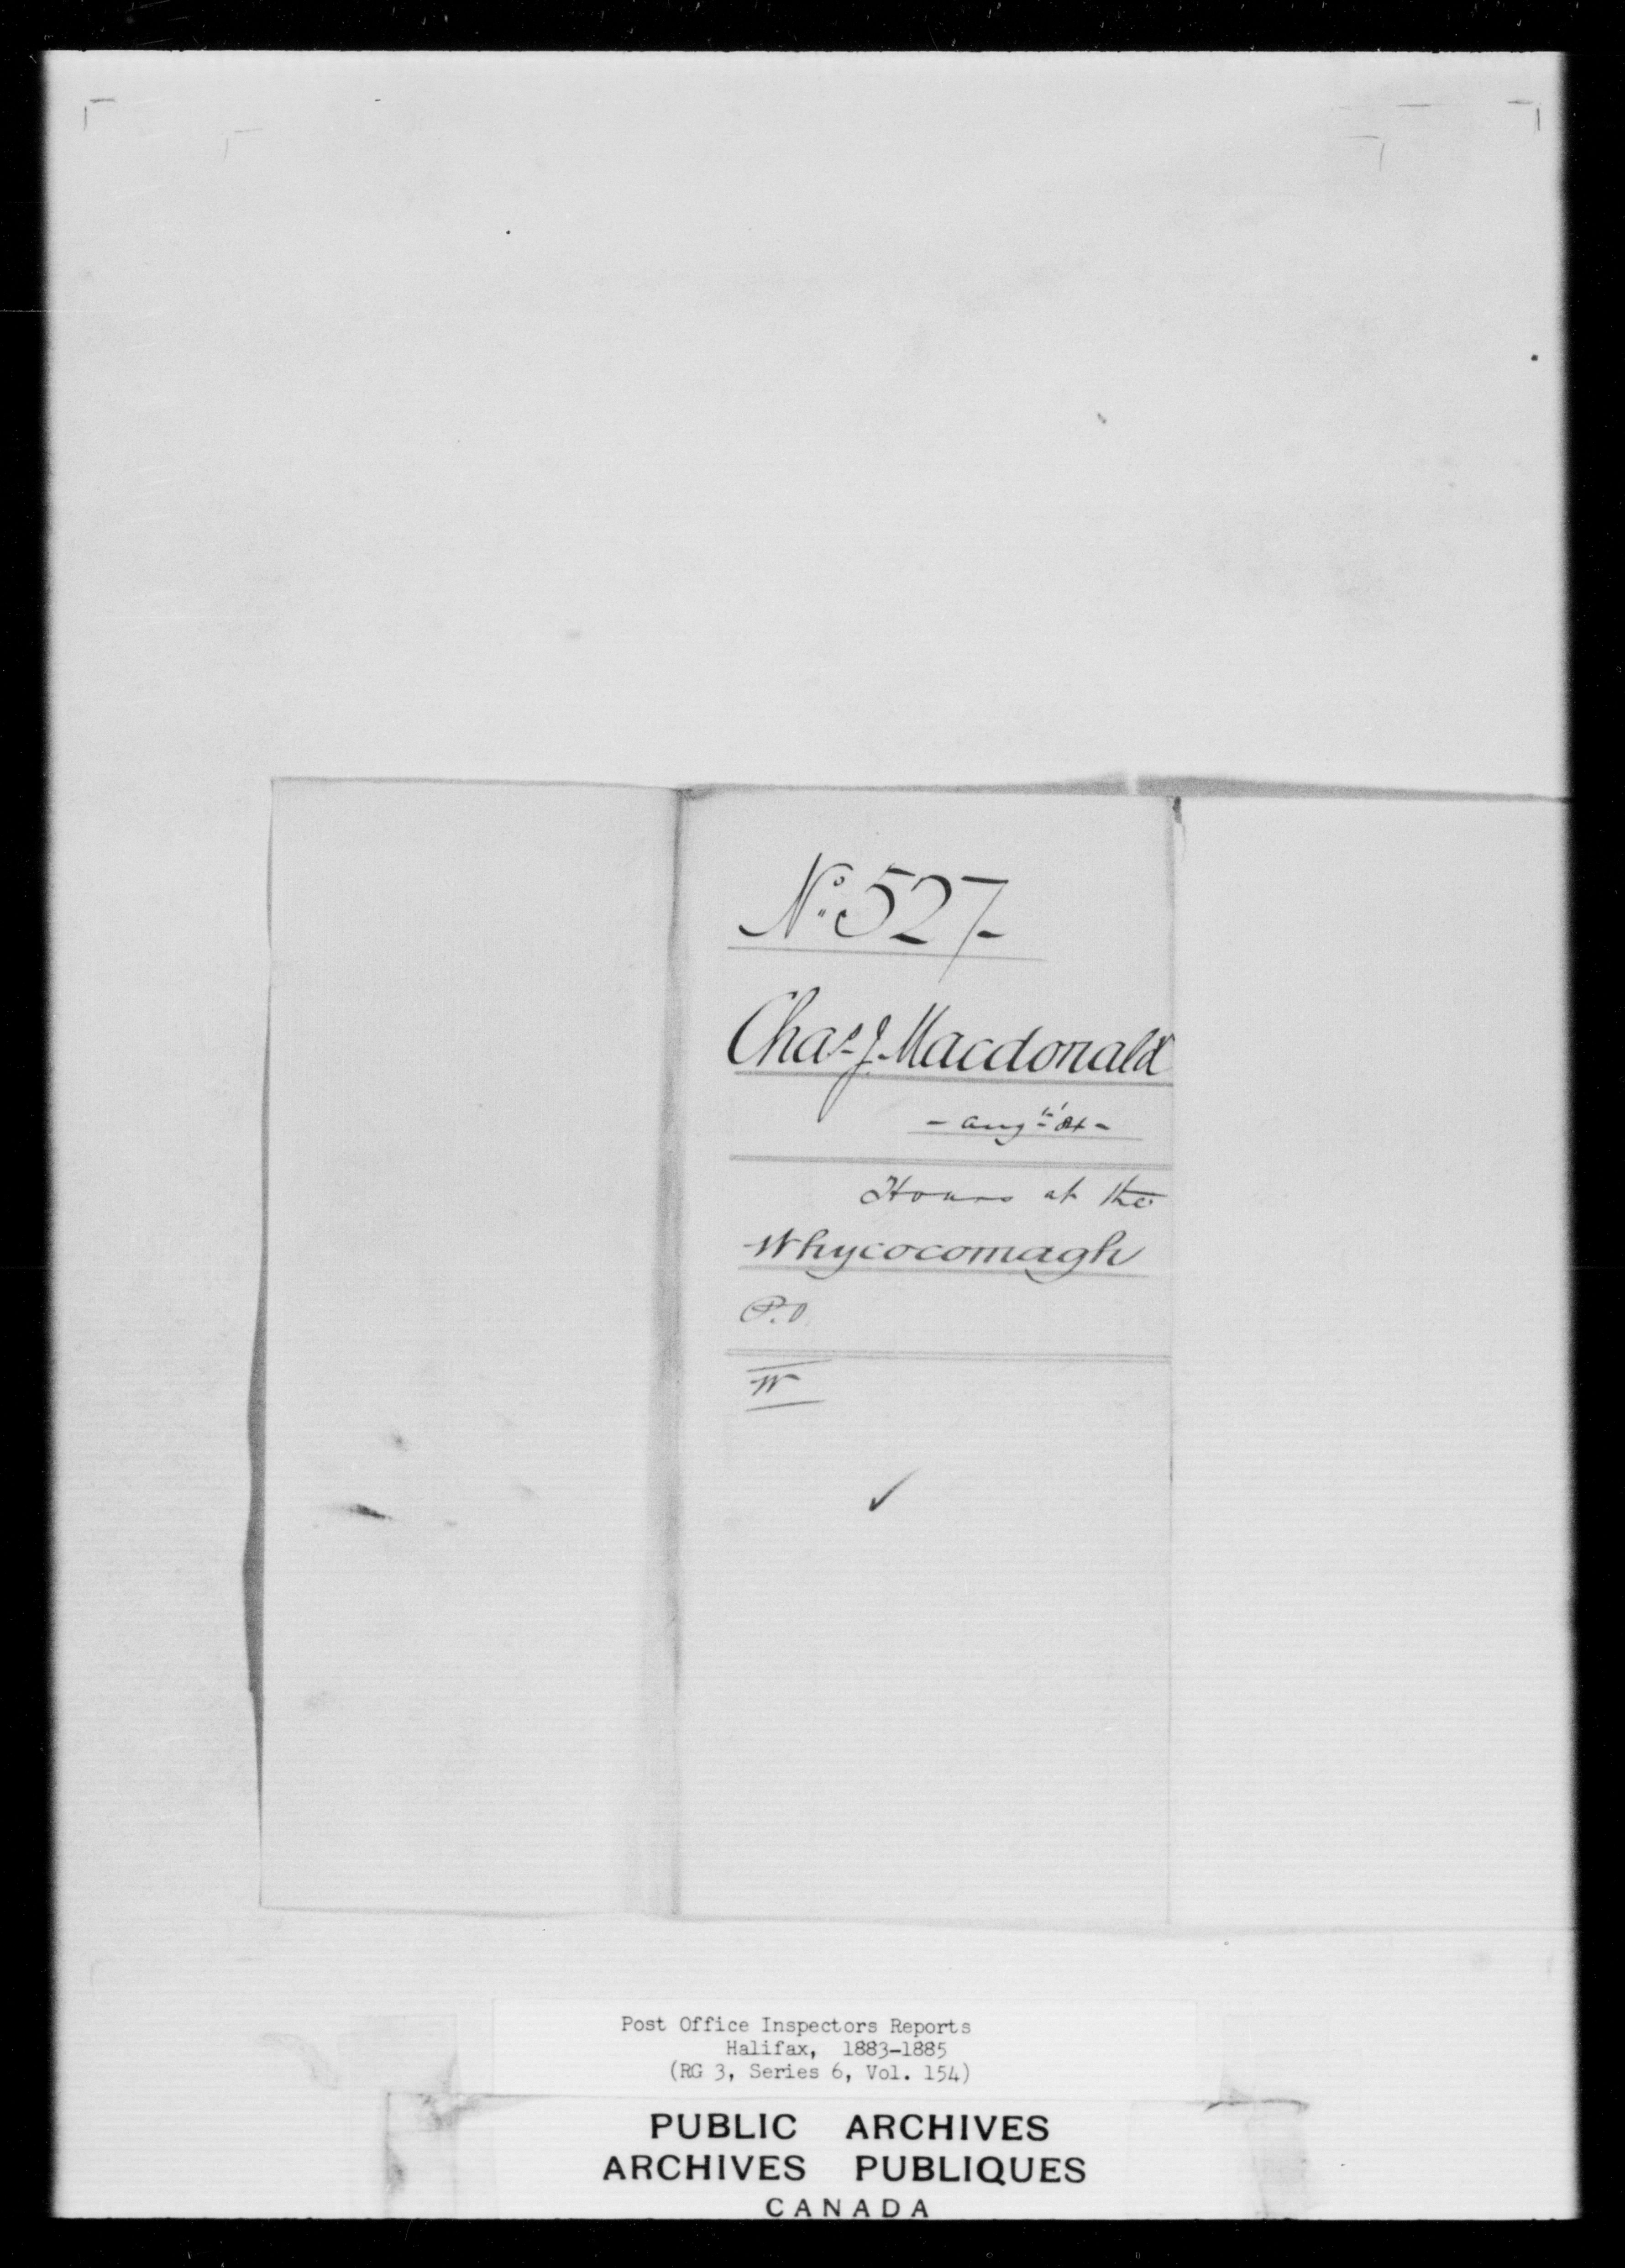 No. 527-
Chas. J. Macdonald
- Aug
Hours at the
Whycocomagh
P.O.
W
Post Office Inspectors Reports
Halifax, 1883-1885
(RG 3, Series 6, Vol. 154)
PUBLIC ARCHIVES
ARCHIVES PUBLIQUES
CANADA